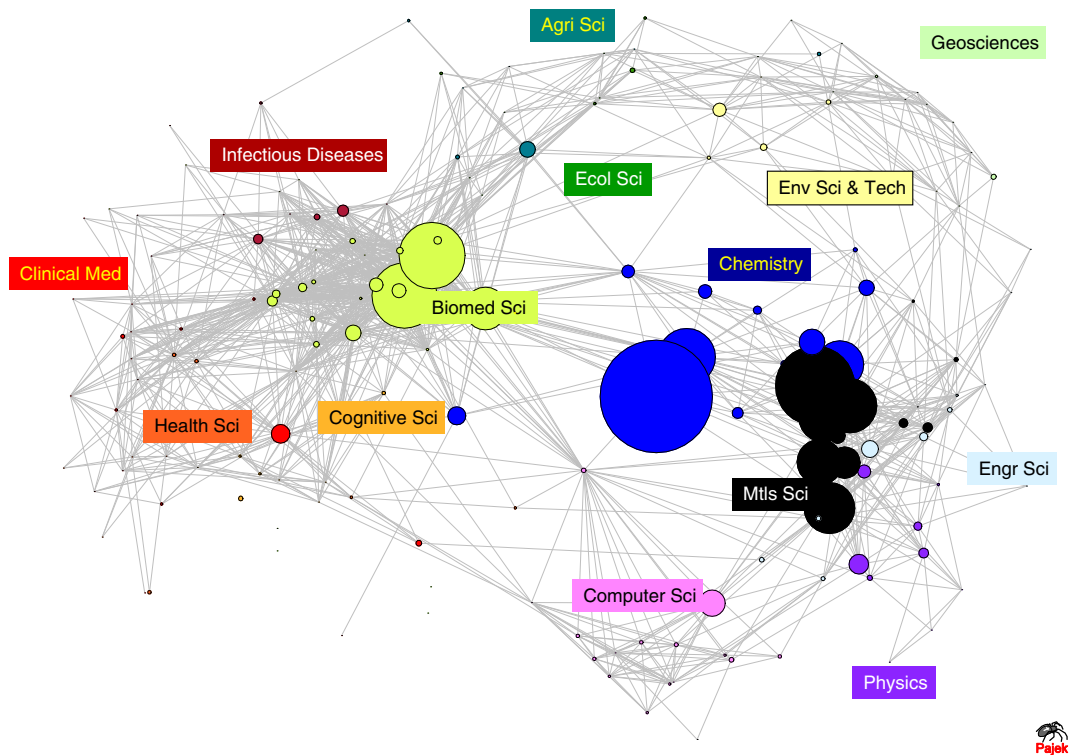 Agri Sci
Geosciences
Infectious Diseases
Ecol Sci
Env Sci & Tech
Clinical Med
Chemistry
Biomed Sci
Health Sci
Cognitive Sci
Engr Sci
Mtls Sci
Computer Sci
Physics
Pajek